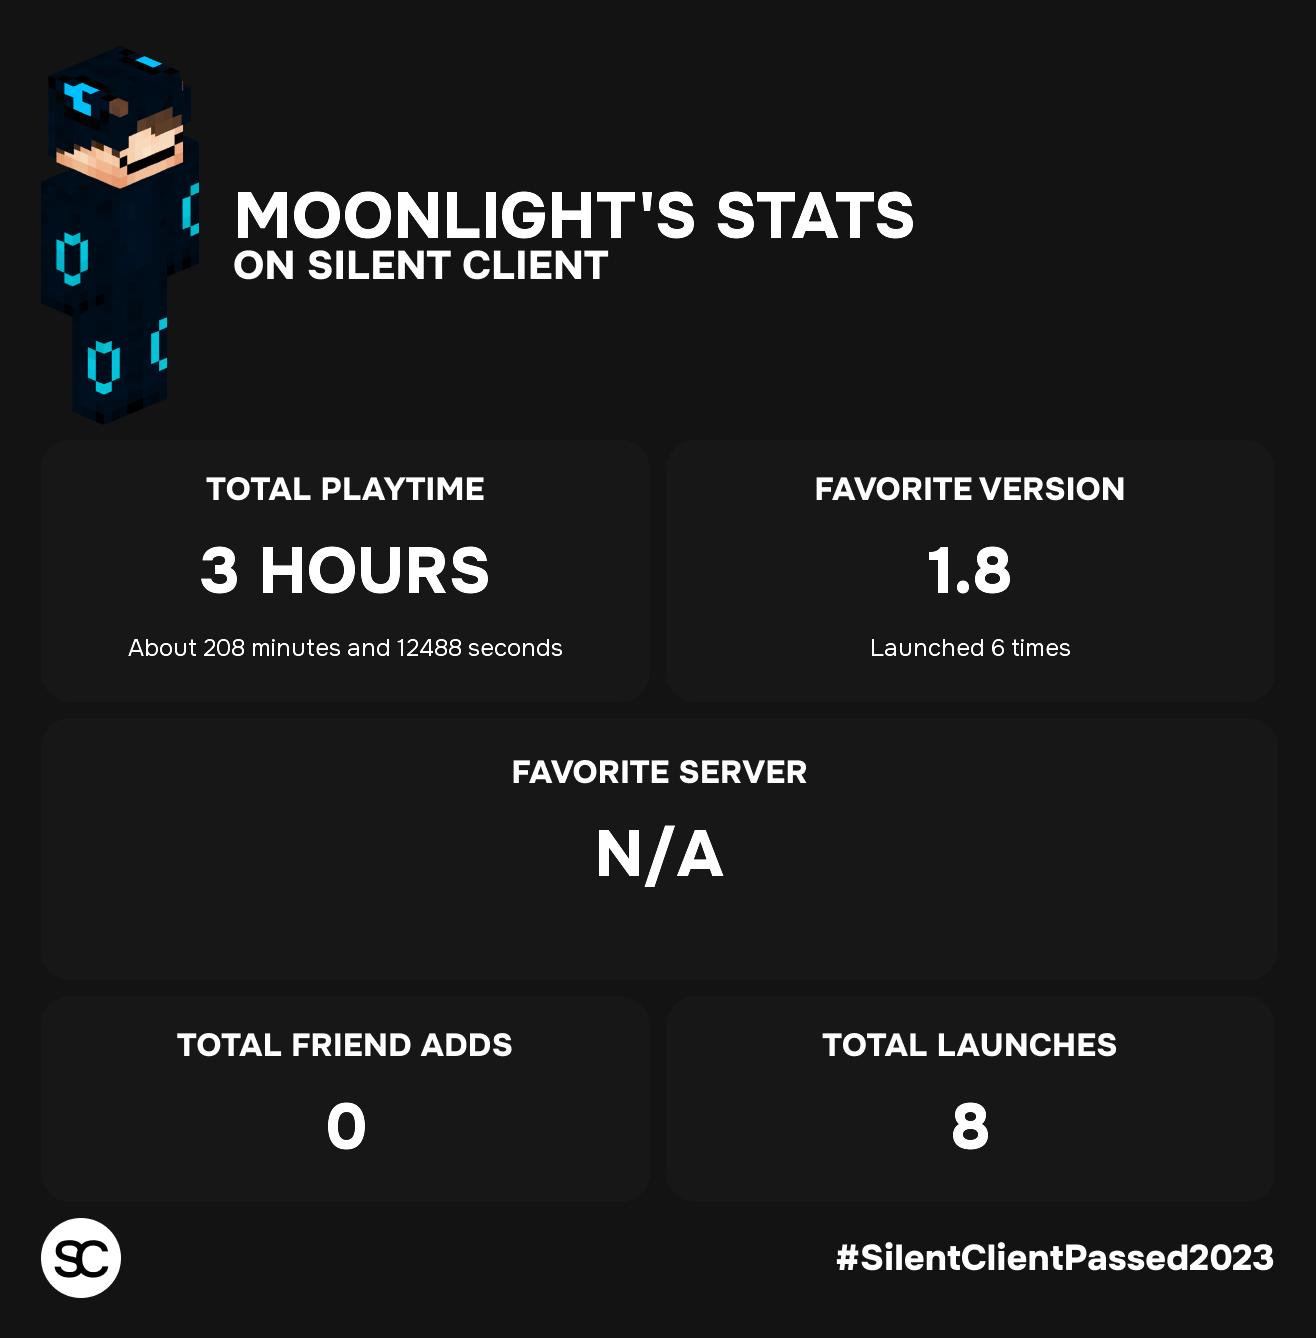 MOONLIGHT'S STATS
ON SILENT CLIENT
TOTAL PLAYTIME
3 HOURS
About 208 minutes and 12488 seconds
FAVORITE VERSION
1.8
Launched 6 times
FAVORITE SERVER
N/A
TOTAL FRIEND ADDS
0
TOTAL LAUNCHES
8
SC
#SilentClientPassed2023